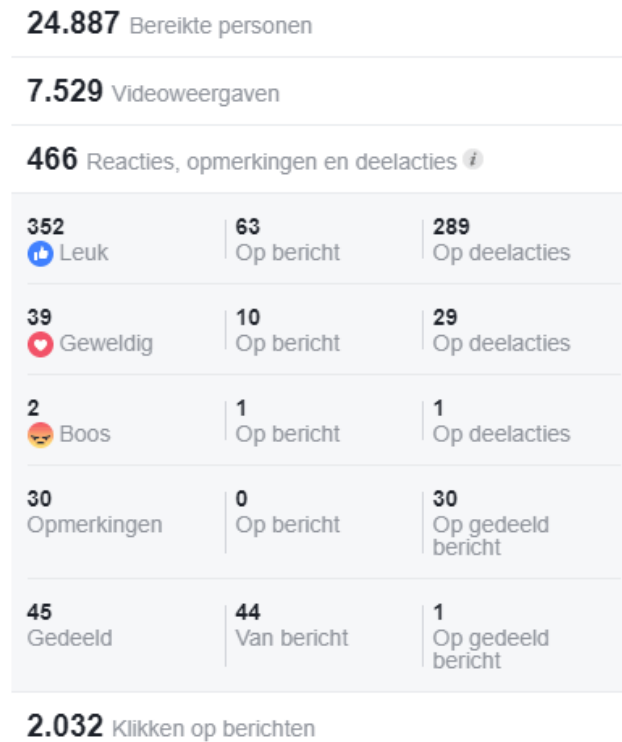 24.887 Bereikte personen
7.529 Videoweergaven
466 Reacties, opmerkingen en deelacties i
352 63 289
Leuk Op bericht Op deelacties
39 10 29
Geweldig Op bericht Op deelacties
2 1 1
Boos Op bericht Op deelacties
30 0 30
Opmerkingen Op bericht Op gedeeld
bericht
45 44 1
Gedeeld Van bericht Op gedeeld
bericht
2.032 Klikken op berichten